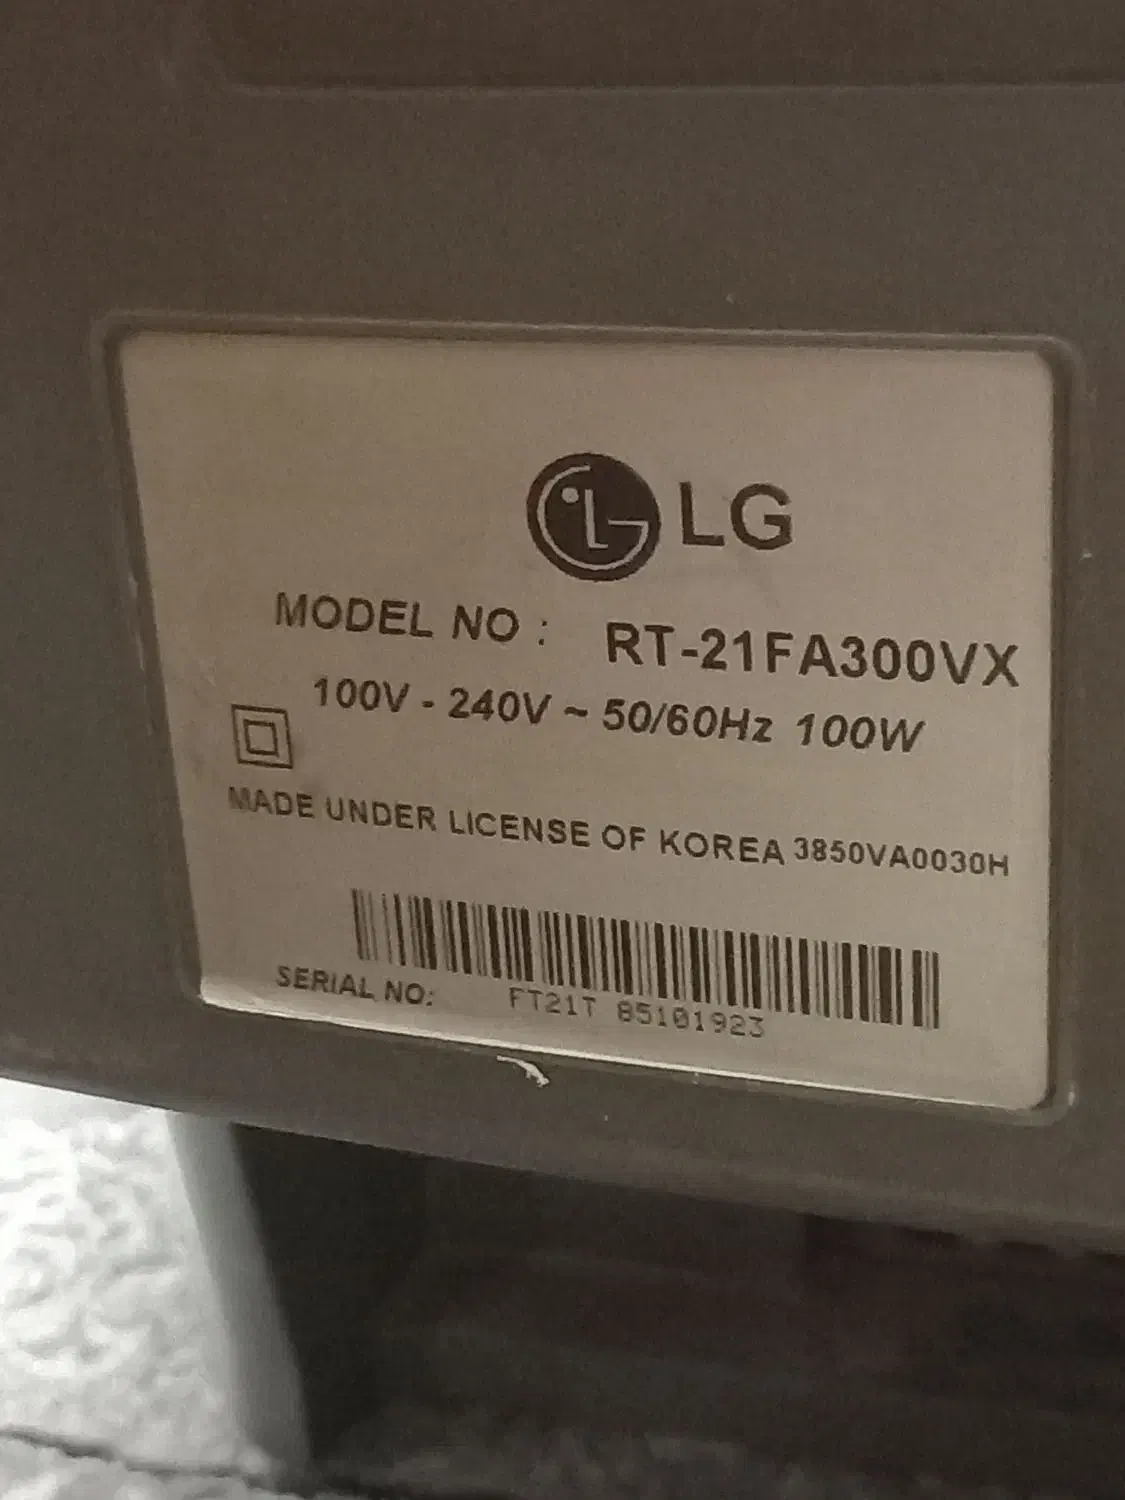 LG
MODEL NO : RT-21FA300VX
100V - 240V ~ 50/60Hz 100W
MADE UNDER LICENSE OF KOREA 3850VA0030H
SERIAL NO: FT21T 85101923